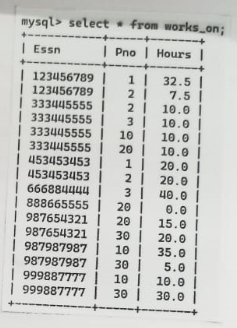 mysql> select * from works_on;
+-----------+-----+-------+
| Essn | Pno | Hours |
+-----------+-----+-------+
| 123456789 | 1 | 32.5 |
| 123456789 | 2 | 7.5 |
| 333445555 | 2 | 10.0 |
| 333445555 | 3 | 10.0 |
| 333445555 | 10 | 10.0 |
| 333445555 | 20 | 10.0 |
| 453453453 | 1 | 20.0 |
| 453453453 | 2 | 20.0 |
| 666884444 | 3 | 40.0 |
| 888665555 | 20 | 0.0 |
| 987654321 | 20 | 15.0 |
| 987654321 | 30 | 20.0 |
| 987987987 | 10 | 35.0 |
| 987987987 | 30 | 5.0 |
| 999887777 | 10 | 10.0 |
| 999887777 | 30 | 30.0 |
+-----------+-----+-------+